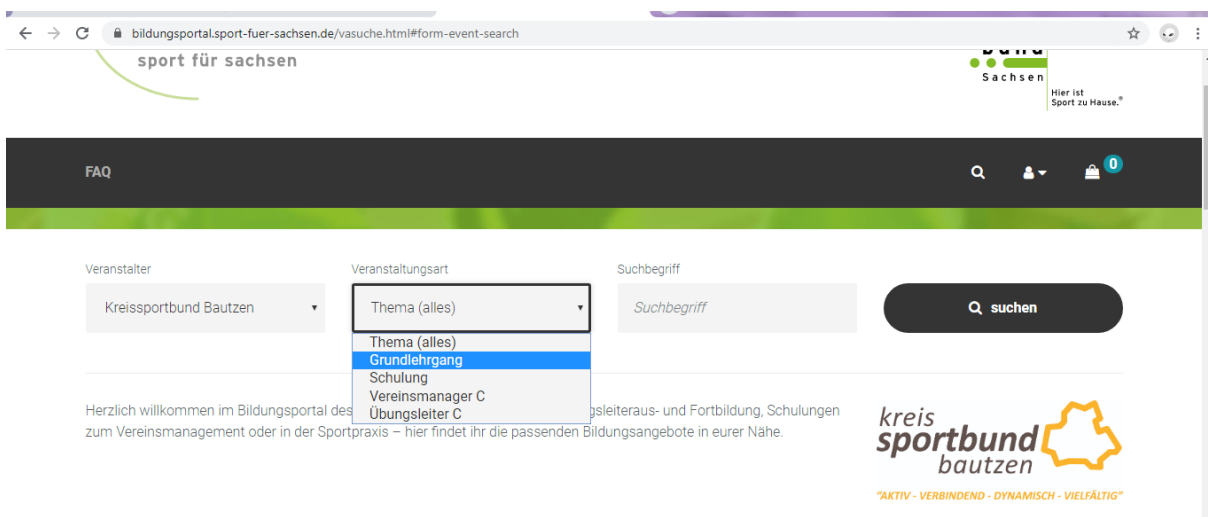 bildungsportal.sport-fuer-sachsen.de/vasuche.html#form-event-search
sport für sachsen
Sachsen
Hier ist
Sport zu Hause.®
FAQ
0
Veranstalter
Veranstaltungsart
Suchbegriff
Kreissportbund Bautzen
Thema (alles)
Suchbegriff
suchen
Thema (alles)
Grundlehrgang
Schulung
Vereinsmanager C
Übungsleiter C
Herzlich willkommen im Bildungsportal des gsleiteraus- und Fortbildung, Schulungen
zum Vereinsmanagement oder in der Sportpraxis – hier findet ihr die passenden Bildungsangebote in eurer Nähe.
kreis
sportbund
bautzen
"AKTIV - VERBINDEND - DYNAMISCH - VIELFÄLTIG"